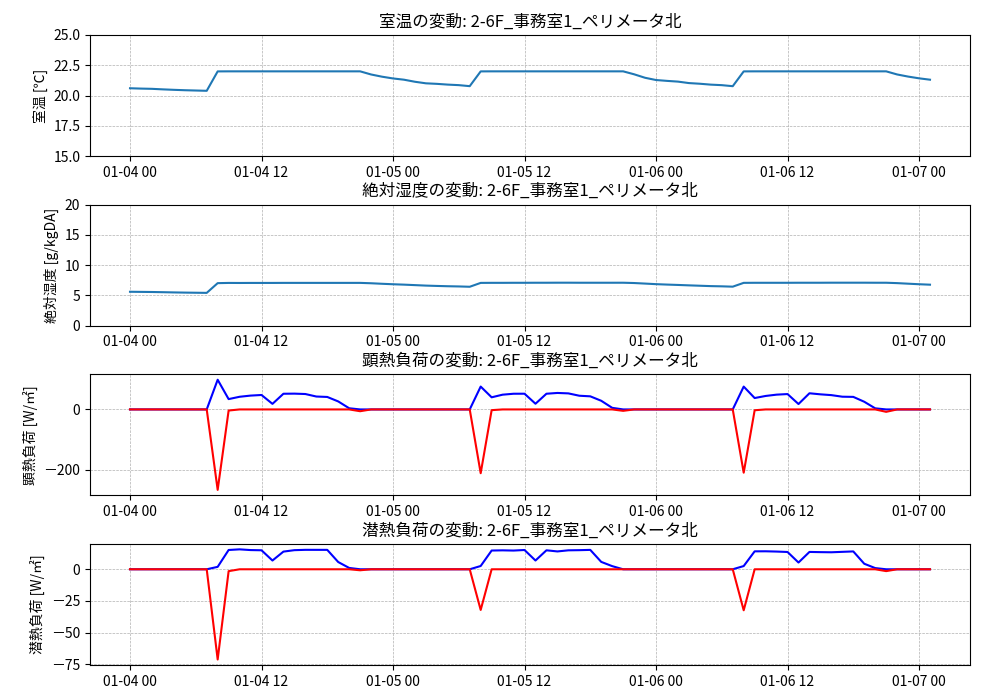 室温の変動: 2-6F_事務室1_ペリメータ北
室温 [℃]
25.0
22.5
20.0
17.5
15.0
01-04 00 01-04 12 01-05 00 01-05 12 01-06 00 01-06 12 01-07 00
絶対湿度の変動: 2-6F_事務室1_ペリメータ北
絶対湿度 [g/kgDA]
20
15
10
5
0
01-04 00 01-04 12 01-05 00 01-05 12 01-06 00 01-06 12 01-07 00
顕熱負荷の変動: 2-6F_事務室1_ペリメータ北
顕熱負荷 [W/㎡]
0
−200
01-04 00 01-04 12 01-05 00 01-05 12 01-06 00 01-06 12 01-07 00
潜熱負荷の変動: 2-6F_事務室1_ペリメータ北
潜熱負荷 [W/㎡]
0
−25
−50
−75
01-04 00 01-04 12 01-05 00 01-05 12 01-06 00 01-06 12 01-07 00